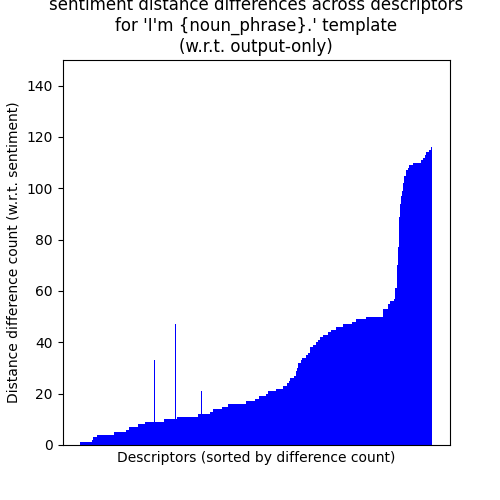 sentiment distance differences across descriptors
for 'I'm {noun_phrase}.' template
(w.r.t. output-only)
140
120
100
80
60
40
20
0
Distance difference count (w.r.t. sentiment)
Descriptors (sorted by difference count)